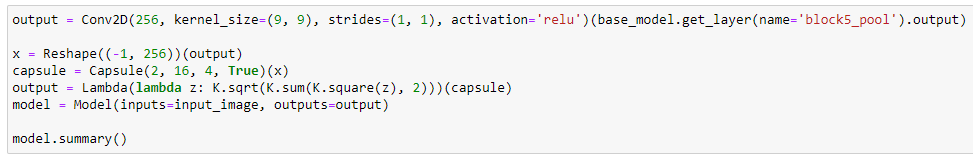 output = Conv2D(256, kernel_size=(9, 9), strides=(1, 1), activation='relu')(base_model.get_layer(name='block5_pool').output)
x = Reshape((-1, 256))(output)
capsule = Capsule(2, 16, 4, True)(x)
output = Lambda(lambda z: K.sqrt(K.sum(K.square(z), 2)))(capsule)
model = Model(inputs=input_image, outputs=output)
model.summary()